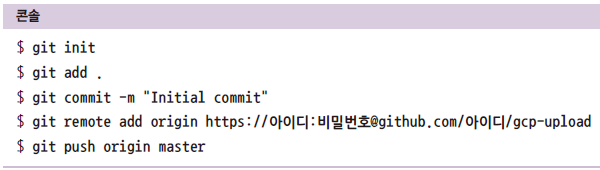 콘솔
$ git init
$ git add .
$ git commit -m "Initial commit"
$ git remote add origin https://아이디:비밀번호@github.com/아이디/gcp-upload
$ git push origin master